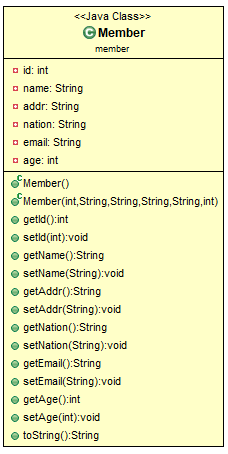 <<Java Class>>
Member
member
id: int
name: String
addr: String
nation: String
email: String
age: int
Member()
Member(int,String,String,String,String,int)
getId():int
setId(int):void
getName():String
setName(String):void
getAddr():String
setAddr(String):void
getNation():String
setNation(String):void
getEmail():String
setEmail(String):void
getAge():int
setAge(int):void
toString():String